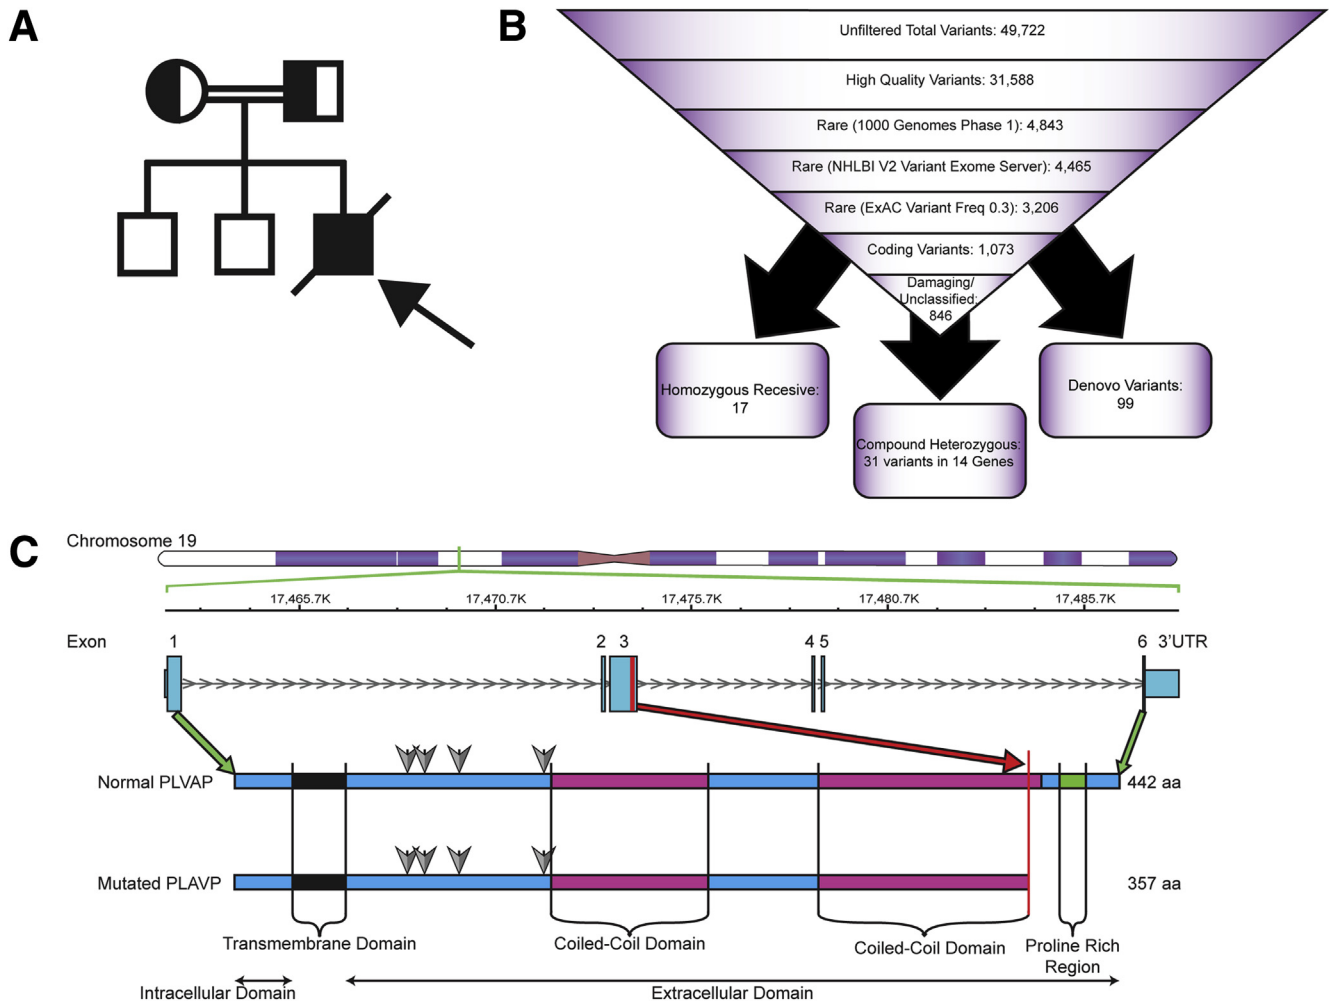 A
B
Unfiltered Total Variants: 49,722
High Quality Variants: 31,588
Rare (1000 Genomes Phase 1): 4,843
Rare (NHLBI V2 Variant Exome Server): 4,465
Rare (ExAC Variant Freq 0.3): 3,206
Coding Variants: 1,073
Damaging/
Unclassified:
846
Homozygous Recesive:
17
Compound Heterozygous:
31 variants in 14 Genes
Denovo Variants:
99
C
Chromosome 19
17,465.7K 17,470.7K 17,475.7K 17,480.7K 17,485.7K
Exon 1 2 3 4 5 6 3'UTR
Normal PLVAP 442 aa
Mutated PLAVP 357 aa
Transmembrane Domain Coiled-Coil Domain Coiled-Coil Domain Proline Rich
Region
Intracellular Domain Extracellular Domain